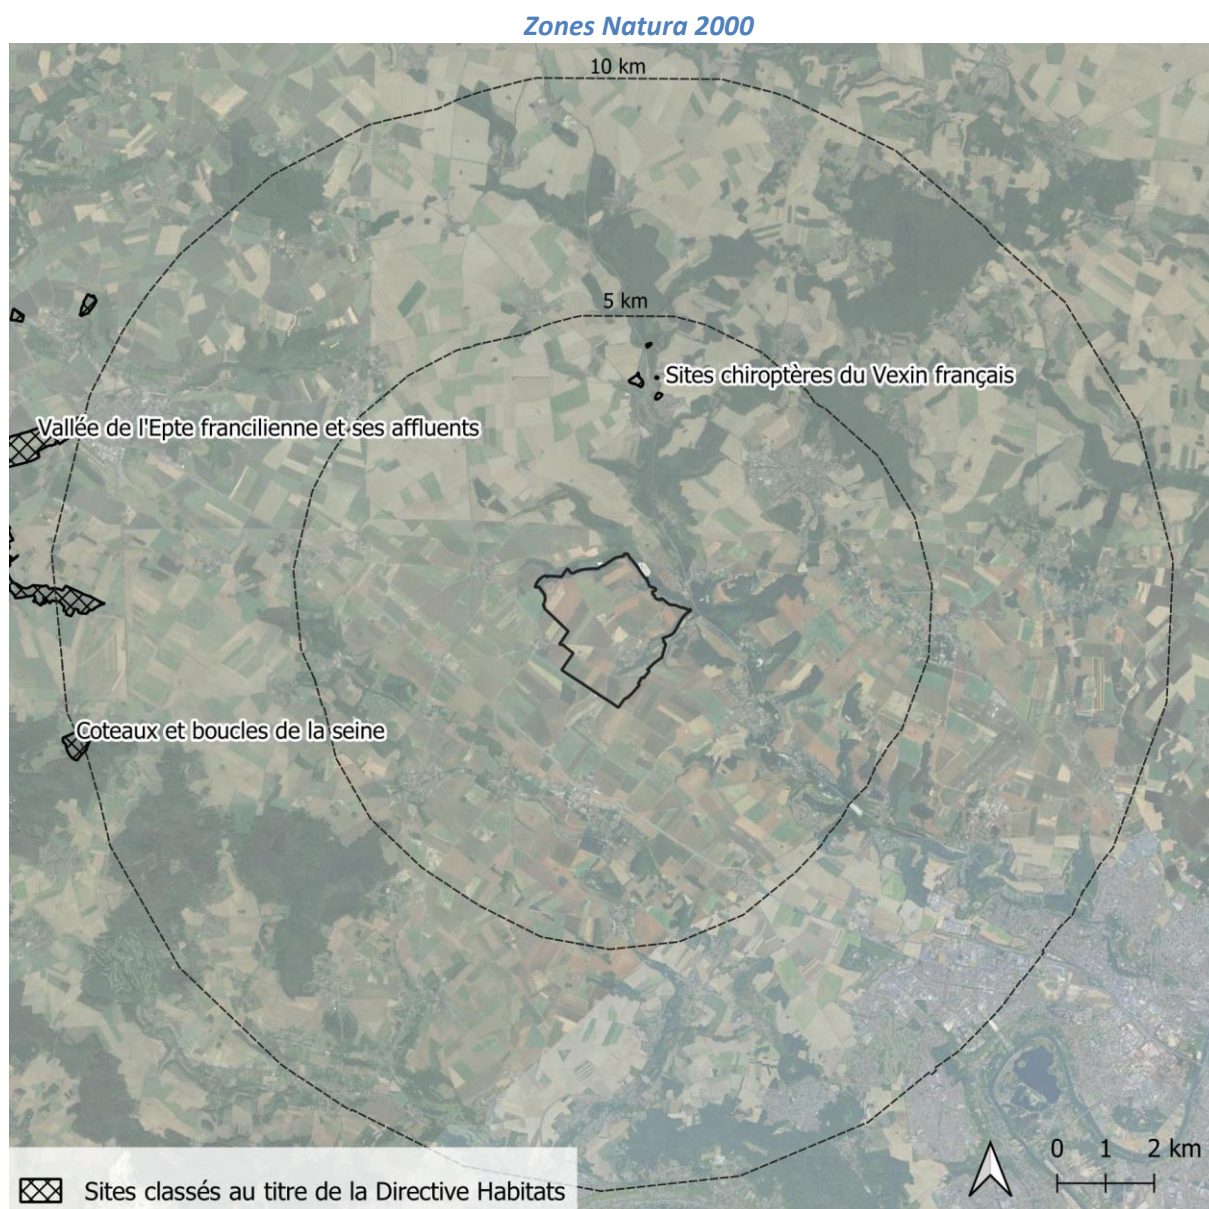 Zones Natura 2000
10 km
5 km
Sites chiroptères du Vexin français
Vallée de l'Epte francilienne et ses affluents
Coteaux et boucles de la seine
0 1 2 km
Sites classés au titre de la Directive Habitats